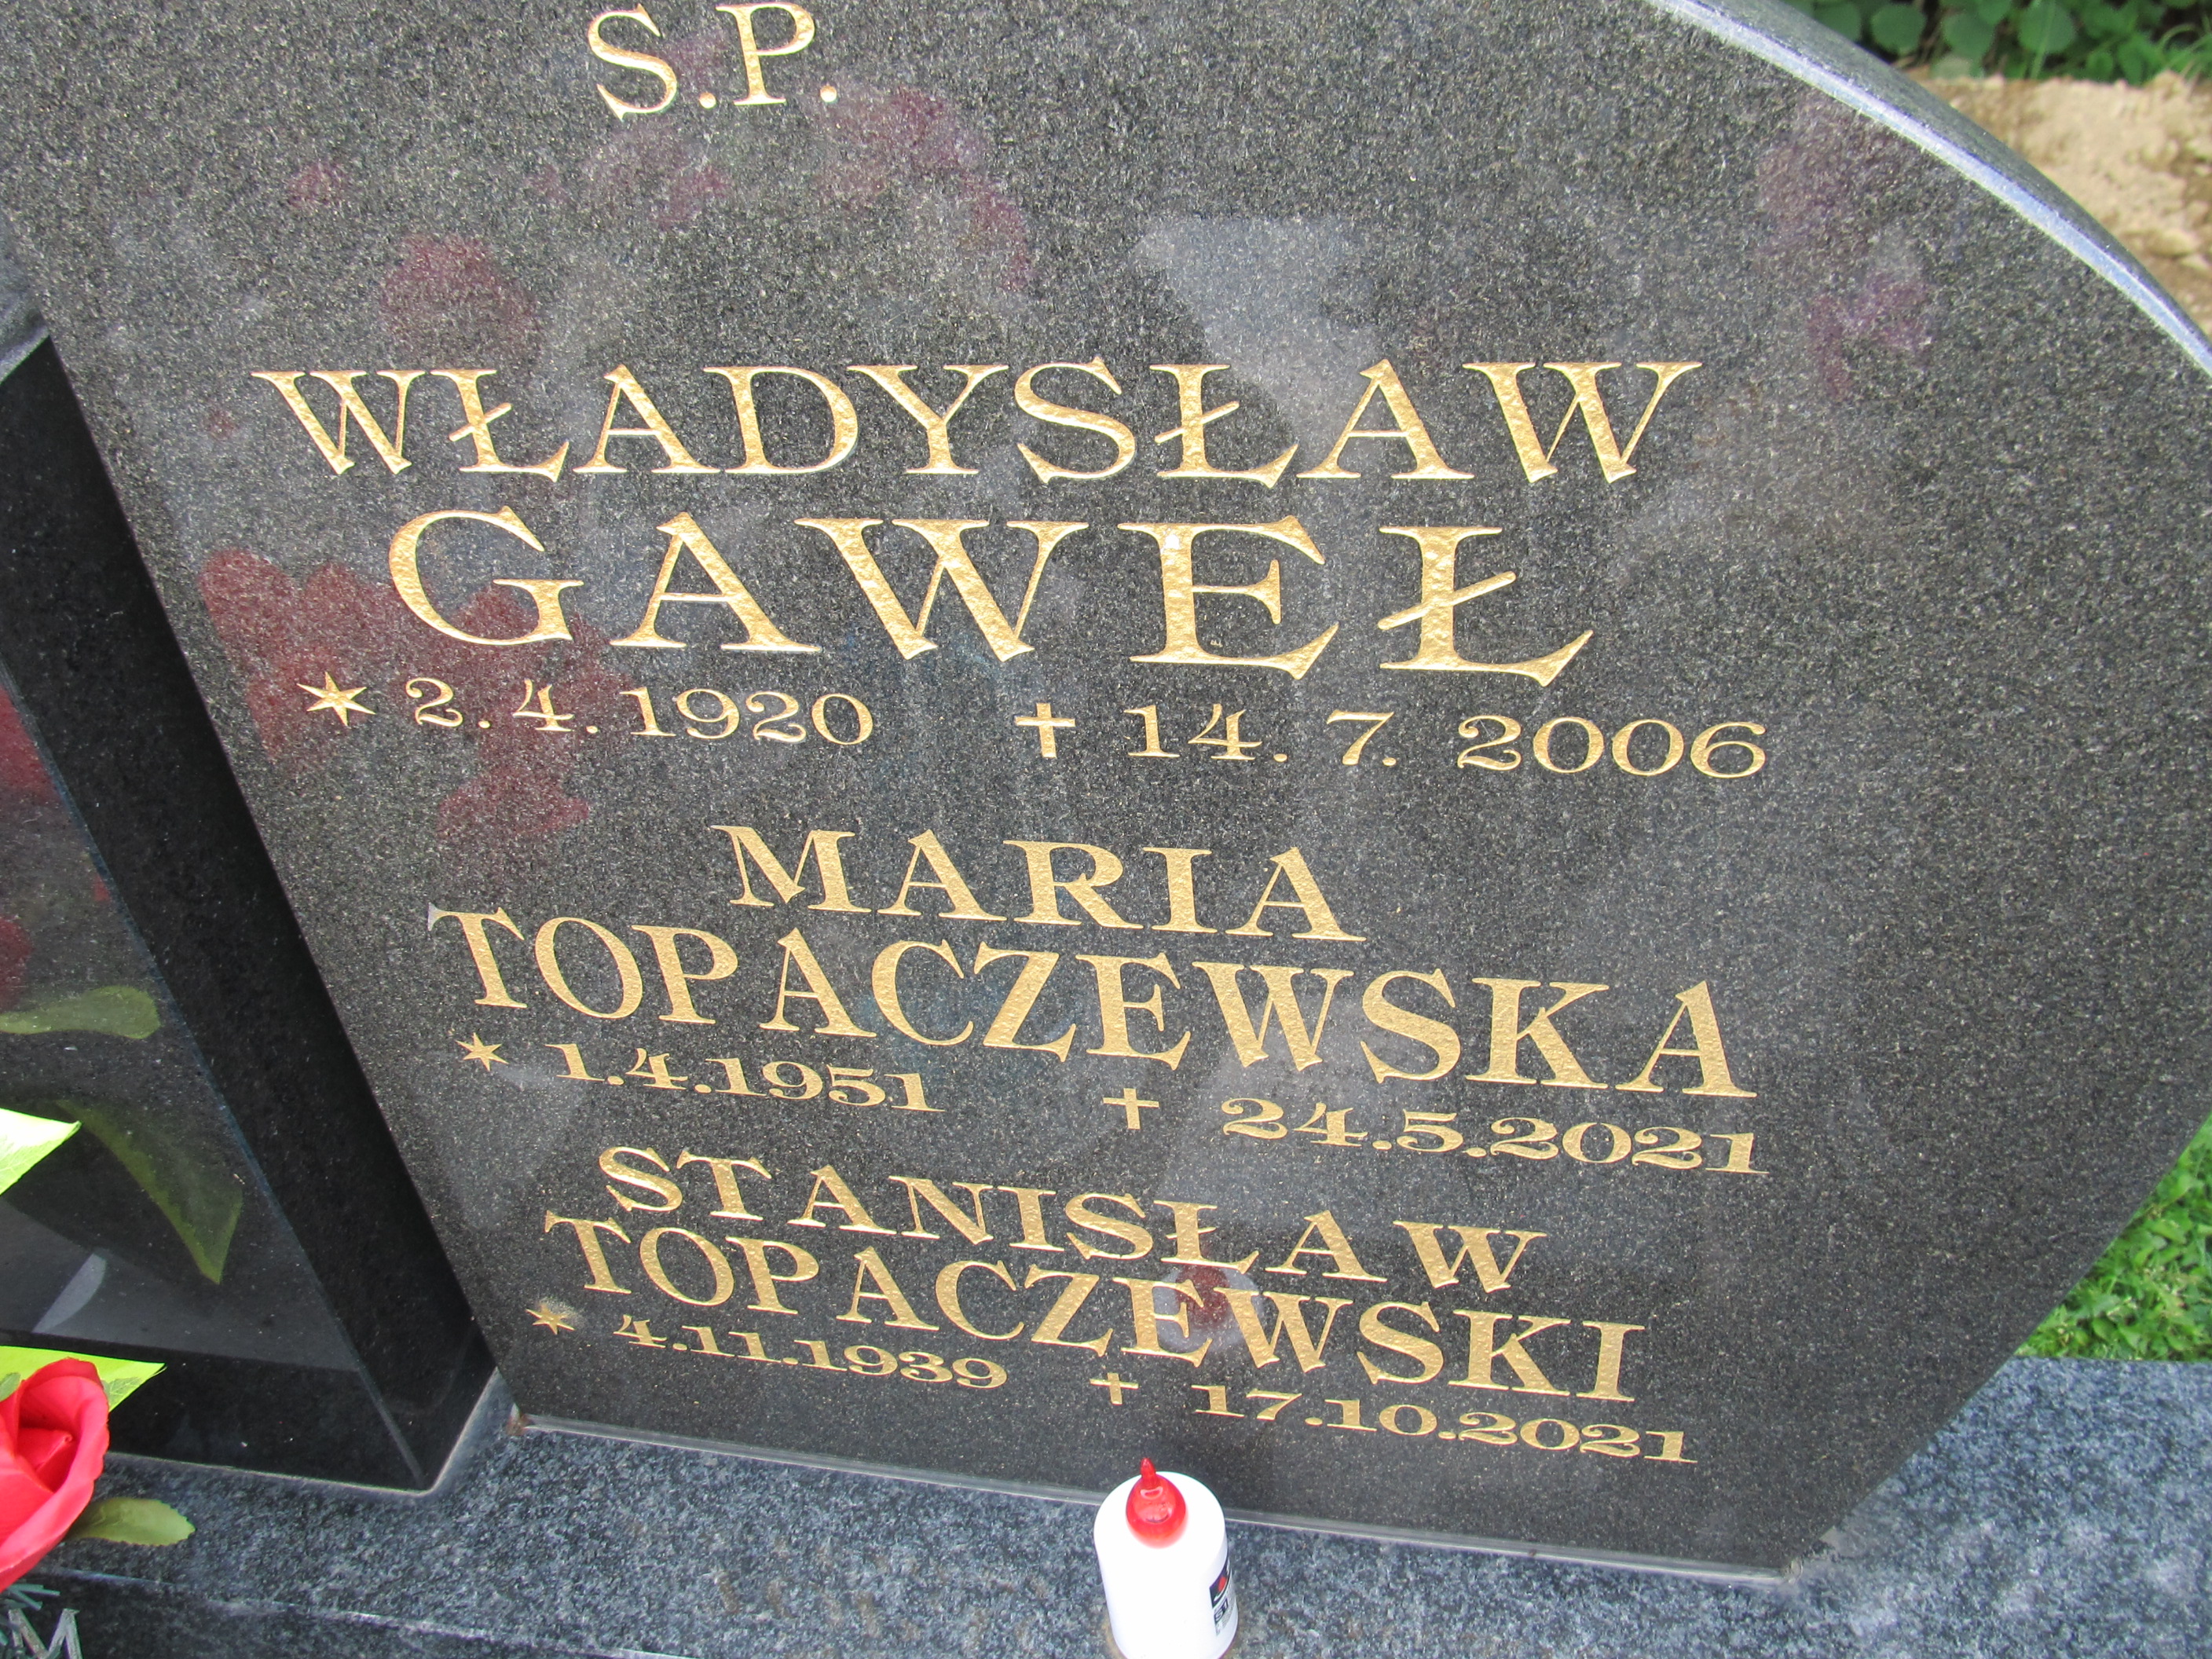 S.P.
WŁADYSŁAW
GAWEŁ
* 2.4.1920 † 14.7.2006
MARIA
TOPACZEWSKA
* 1.4.1951 † 24.5.2021
STANISŁAW
TOPACZEWSKI
* 4.11.1939 † 17.10.2021